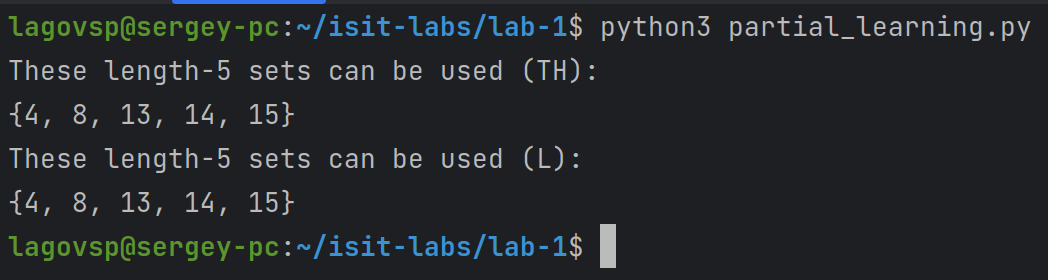 lagovsp@sergey-pc:~/isit-labs/lab-1$ python3 partial_learning.py
These length-5 sets can be used (TH):
{4, 8, 13, 14, 15}
These length-5 sets can be used (L):
{4, 8, 13, 14, 15}
lagovsp@sergey-pc:~/isit-labs/lab-1$